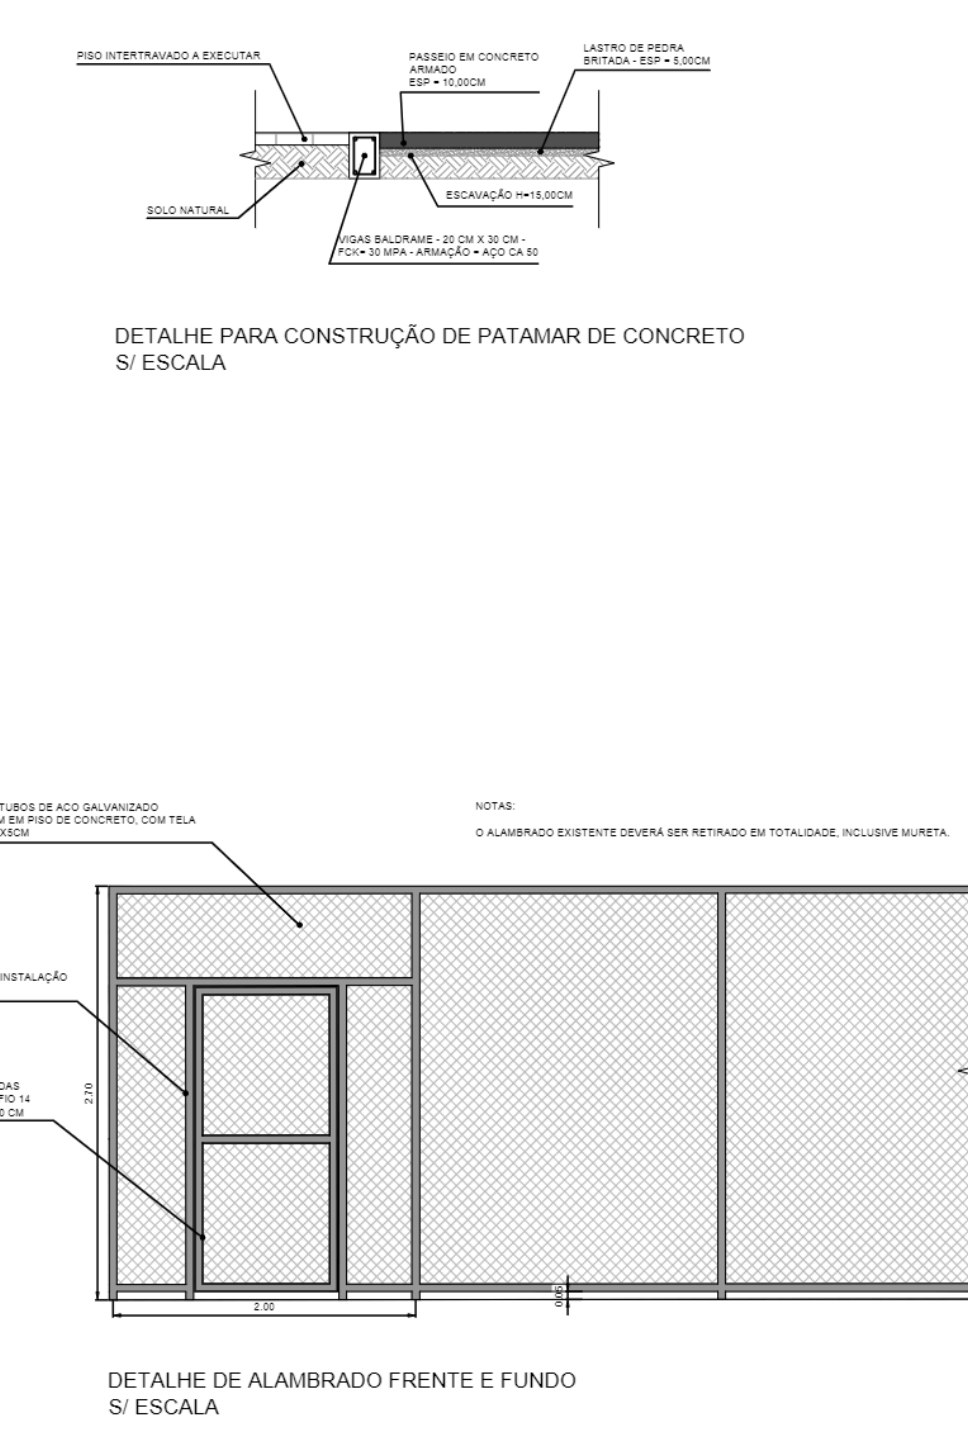 PISO INTERTRAVADO A EXECUTAR
PASSEIO EM CONCRETO
ARMADO
ESP = 10,00CM
LASTRO DE PEDRA
BRITADA - ESP = 5,00CM
ESCAVAÇÃO H=15,00CM
SOLO NATURAL
VIGAS BALDRAME - 20 CM X 30 CM -
FCK= 30 MPA - ARMAÇÃO = AÇO CA 50
DETALHE PARA CONSTRUÇÃO DE PATAMAR DE CONCRETO
S/ ESCALA
TUBOS DE ACO GALVANIZADO
M EM PISO DE CONCRETO, COM TELA
X5CM
NOTAS:
O ALAMBRADO EXISTENTE DEVERÁ SER RETIRADO EM TOTALIDADE, INCLUSIVE MURETA.
INSTALAÇÃO
DAS
FIO 14
0 CM
2.70
2.00
0.05
DETALHE DE ALAMBRADO FRENTE E FUNDO
S/ ESCALA